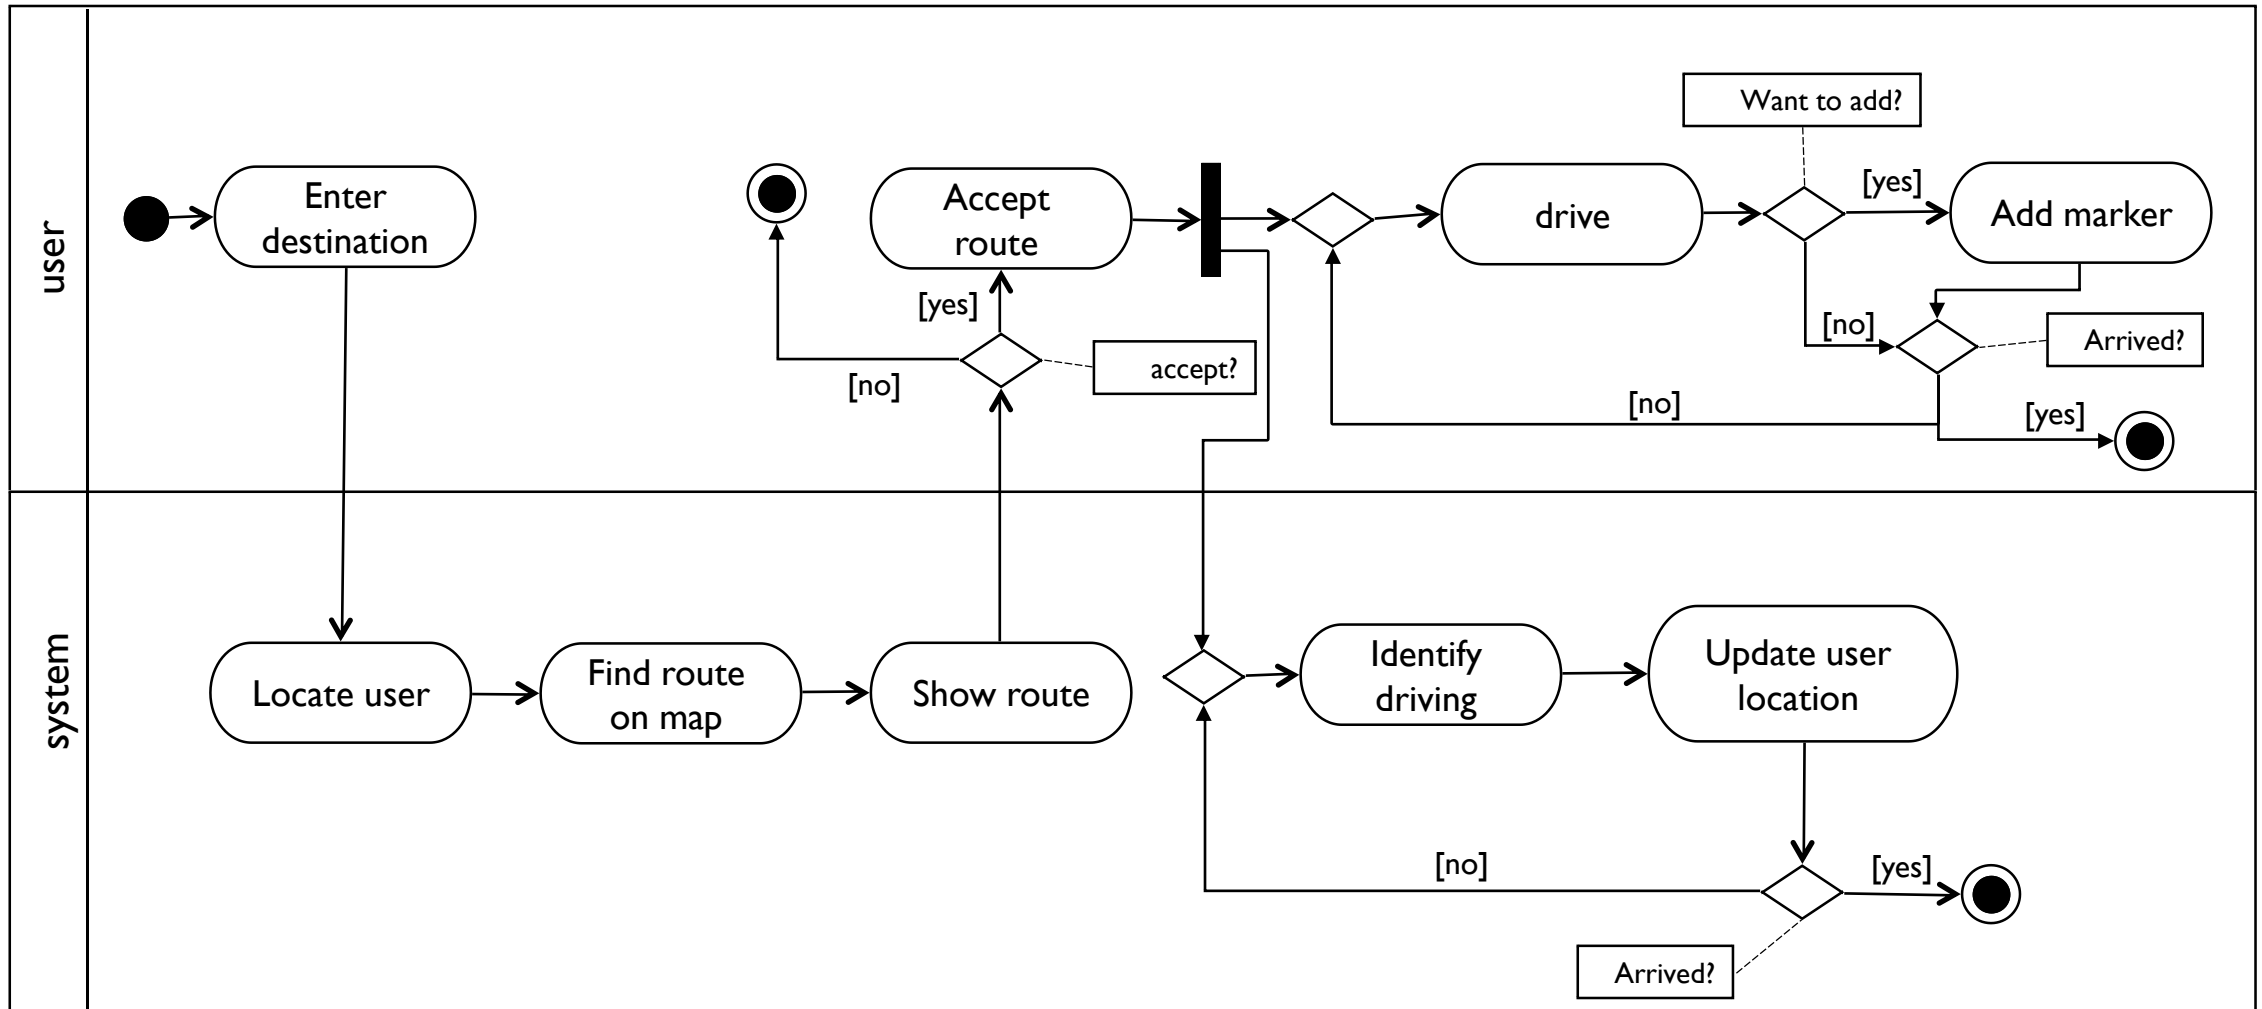 user
Want to add?
Enter
destination
Accept
route
drive
[yes]
Add marker
[yes]
[no]
accept?
[no]
Arrived?
[no]
[yes]
system
Locate user
Find route
on map
Show route
Identify
driving
Update user
location
[no]
[yes]
Arrived?